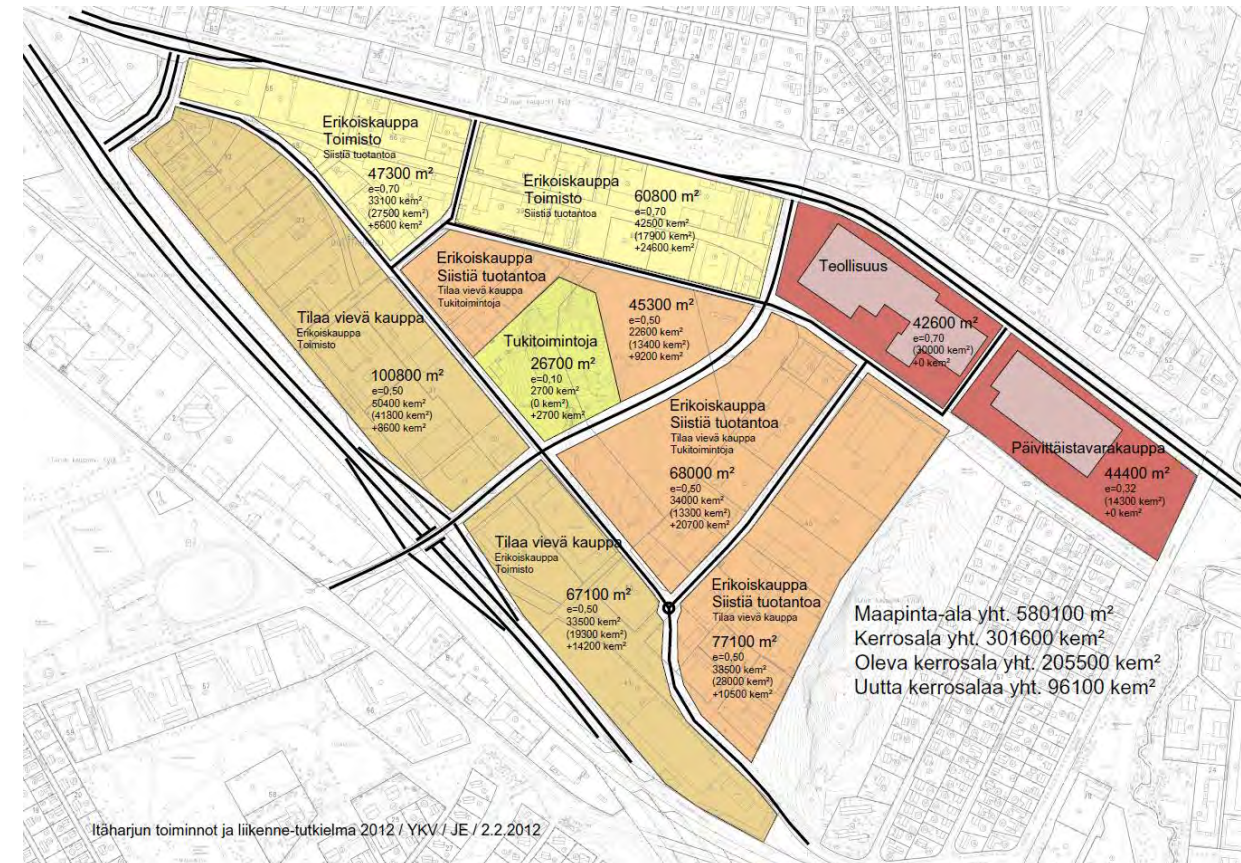 Erikoiskauppa
Toimisto
Siistiä tuotantoa
47300 m²
e=0,70
33100 kem²
(27500 kem²)
+5600 kem²
Erikoiskauppa
Toimisto
Siistiä tuotantoa
60800 m²
e=0,70
42500 kem²
(17900 kem²)
+24600 kem²
Erikoiskauppa
Siistiä tuotantoa
Tilaa vievä kauppa
Tukitoimintoja
45300 m²
e=0,50
22600 kem²
(13400 kem²)
+9200 kem²
Teollisuus
42600 m²
e=0,70
(30000 kem²)
+0 kem²
Tilaa vievä kauppa
Erikoiskauppa
Toimisto
100800 m²
e=0,50
50400 kem²
(41800 kem²)
+8600 kem²
Tukitoimintoja
26700 m²
e=0,10
2700 kem²
(0 kem²)
+2700 kem²
Erikoiskauppa
Siistiä tuotantoa
Tilaa vievä kauppa
Tukitoimintoja
68000 m²
e=0,50
34000 kem²
(13300 kem²)
+20700 kem²
Päivittäistavarakauppa
44400 m²
e=0,32
(14300 kem²)
+0 kem²
Tilaa vievä kauppa
Erikoiskauppa
Toimisto
67100 m²
e=0,50
33500 kem²
(19300 kem²)
+14200 kem²
Erikoiskauppa
Siistiä tuotantoa
Tilaa vievä kauppa
77100 m²
e=0,50
38500 kem²
(28000 kem²)
+10500 kem²
Maapinta-ala yht. 580100 m²
Kerrosala yht. 301600 kem²
Oleva kerrosala yht. 205500 kem²
Uutta kerrosalaa yht. 96100 kem²
Itäharjun toiminnot ja liikenne-tutkielma 2012 / YKV / JE / 2.2.2012